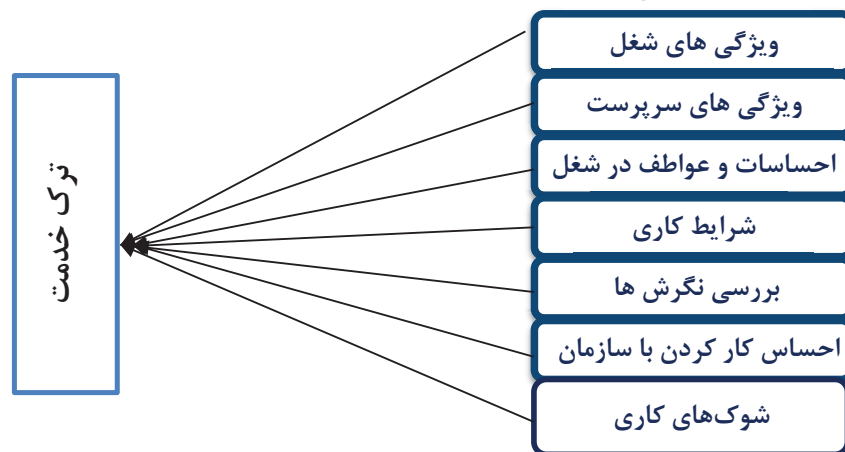 ویژگی های شغل
ویژگی های سرپرست
احساسات و عواطف در شغل
شرایط کاری
بررسی نگرش ها
احساس کار کردن با سازمان
شوک‌های کاری
ترک خدمت